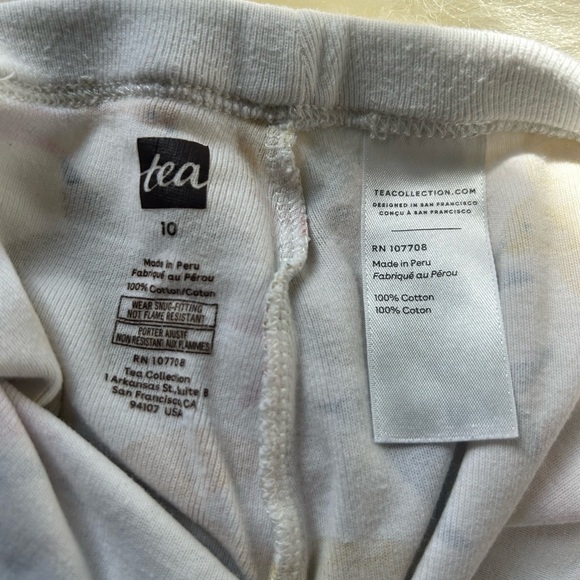 tea
10
Made in Peru
Fabriqué au Pérou
100% Cotton/Coton
WEAR SNUG-FITTING
NOT FLAME RESISTANT
PORTER AJUSTÉ
NON RÉSISTANT AUX FLAMMES
RN 107708
Tea Collection
1 Arkansas St.,suite B
San Francisco,CA
94107 USA
TEACOLLECTION.COM
DESIGNED IN SAN FRANCISCO
CONÇU À SAN FRANCISCO
RN 107708
Made in Peru
Fabriqué au Pérou
100% Cotton
100% Coton